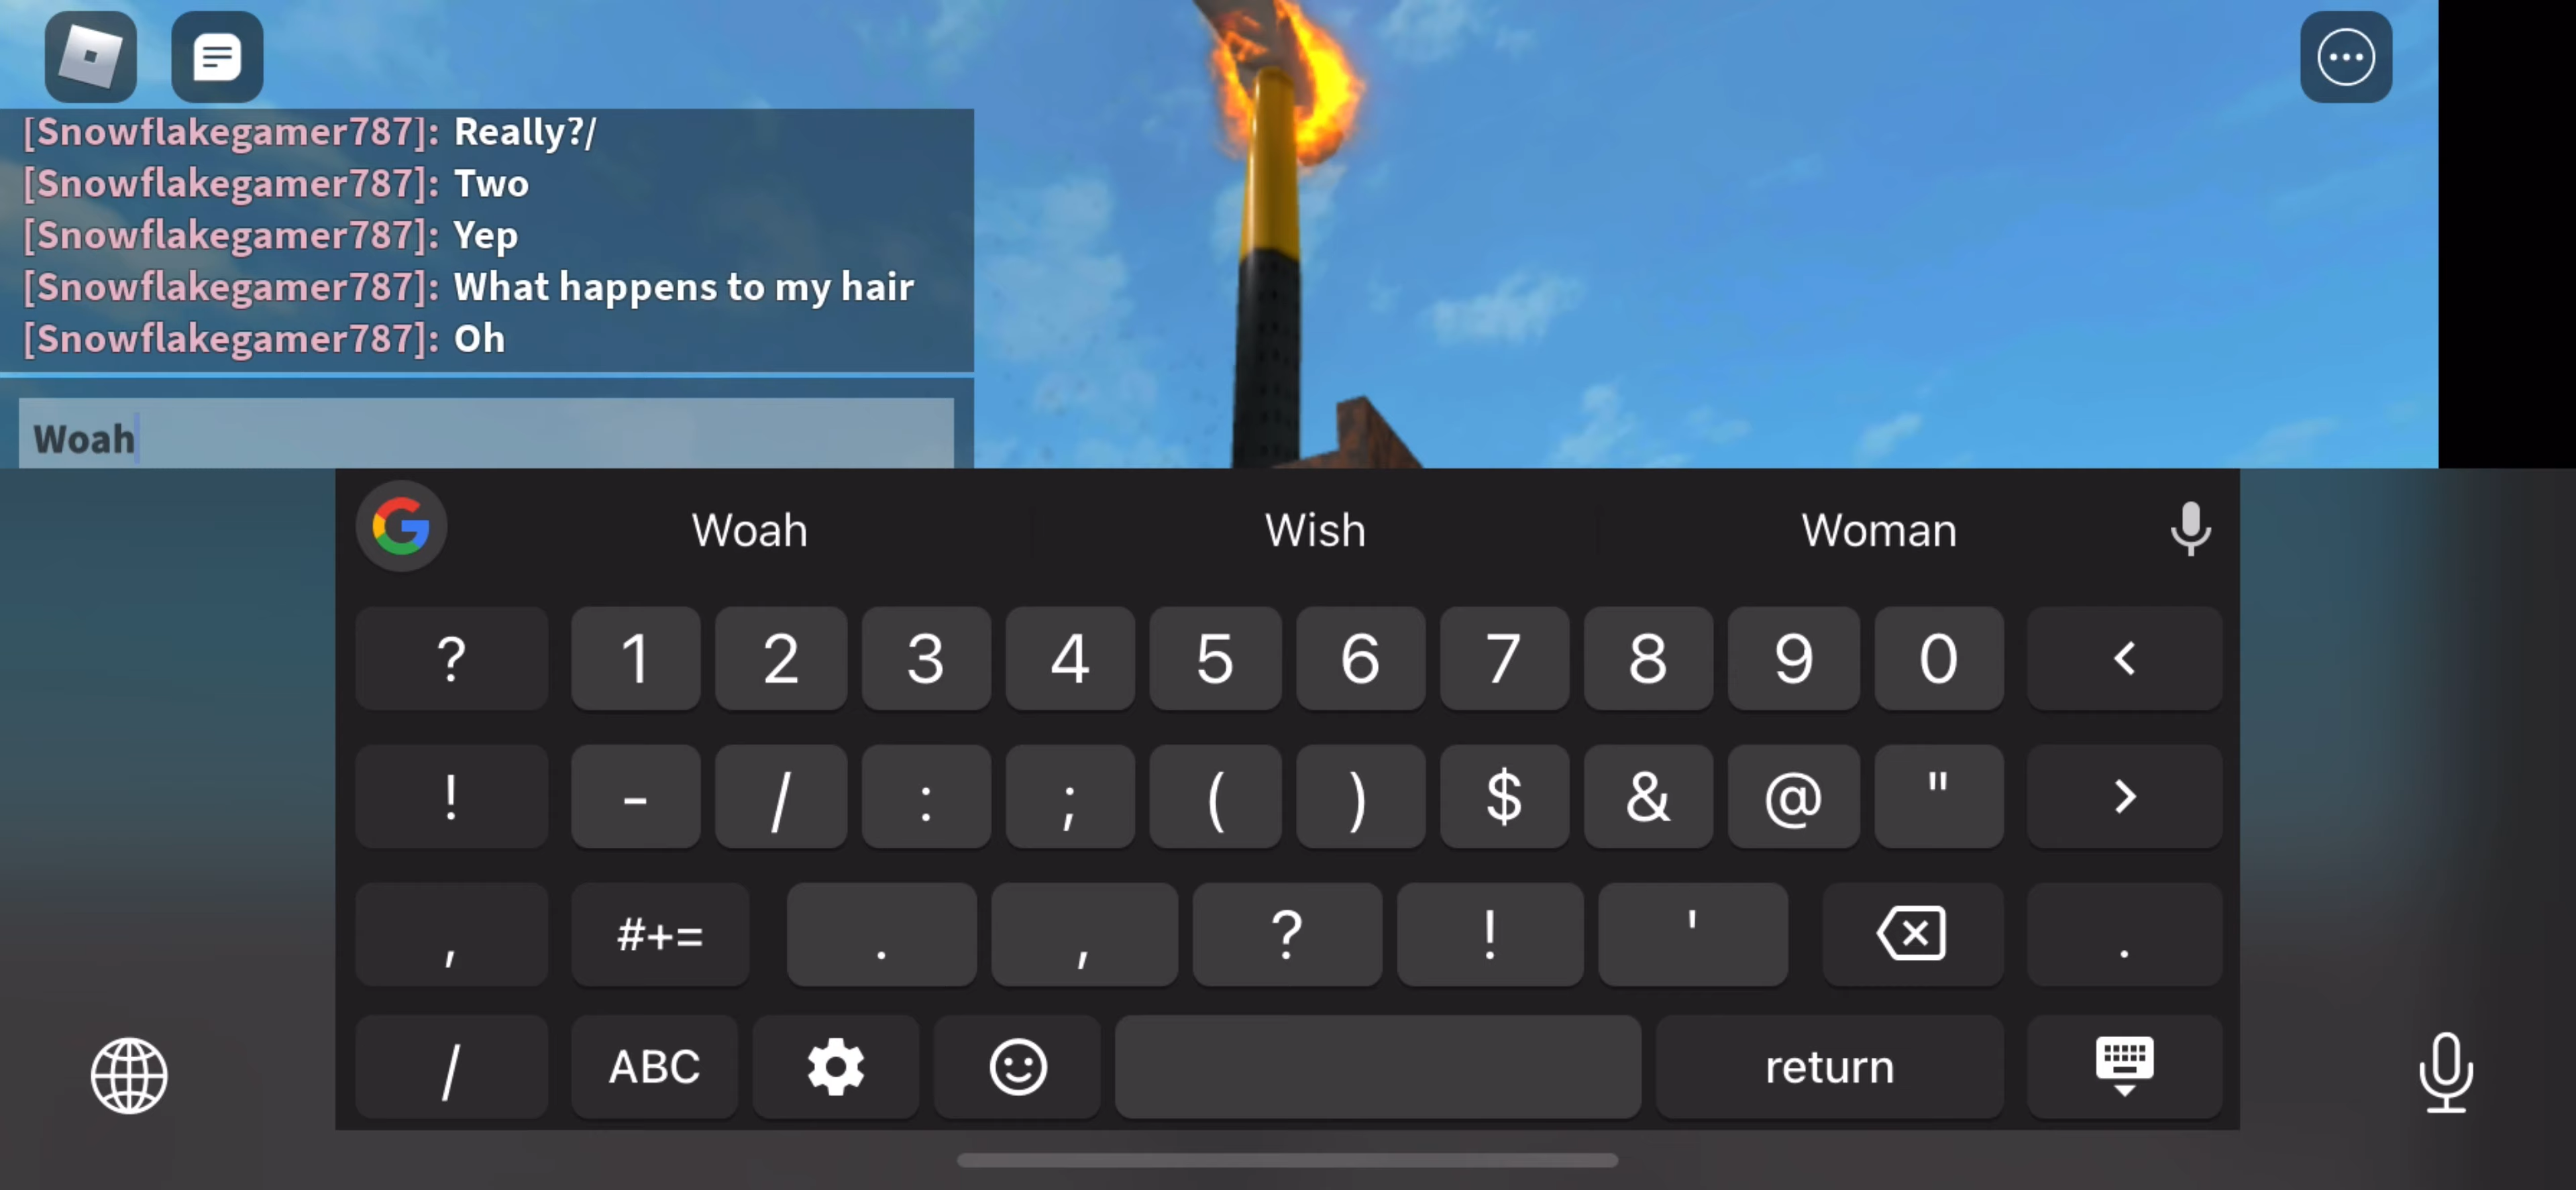 [Snowflakegamer787]: Really?/
[Snowflakegamer787]: Two
[Snowflakegamer787]: Yep
[Snowflakegamer787]: What happens to my hair
[Snowflakegamer787]: Oh
Woah
Woah Wish Woman
? 1 2 3 4 5 6 7 8 9 0 <
! - / : ; ( ) $ & @ " >
, #+= . , ? ! ' .
/ ABC return